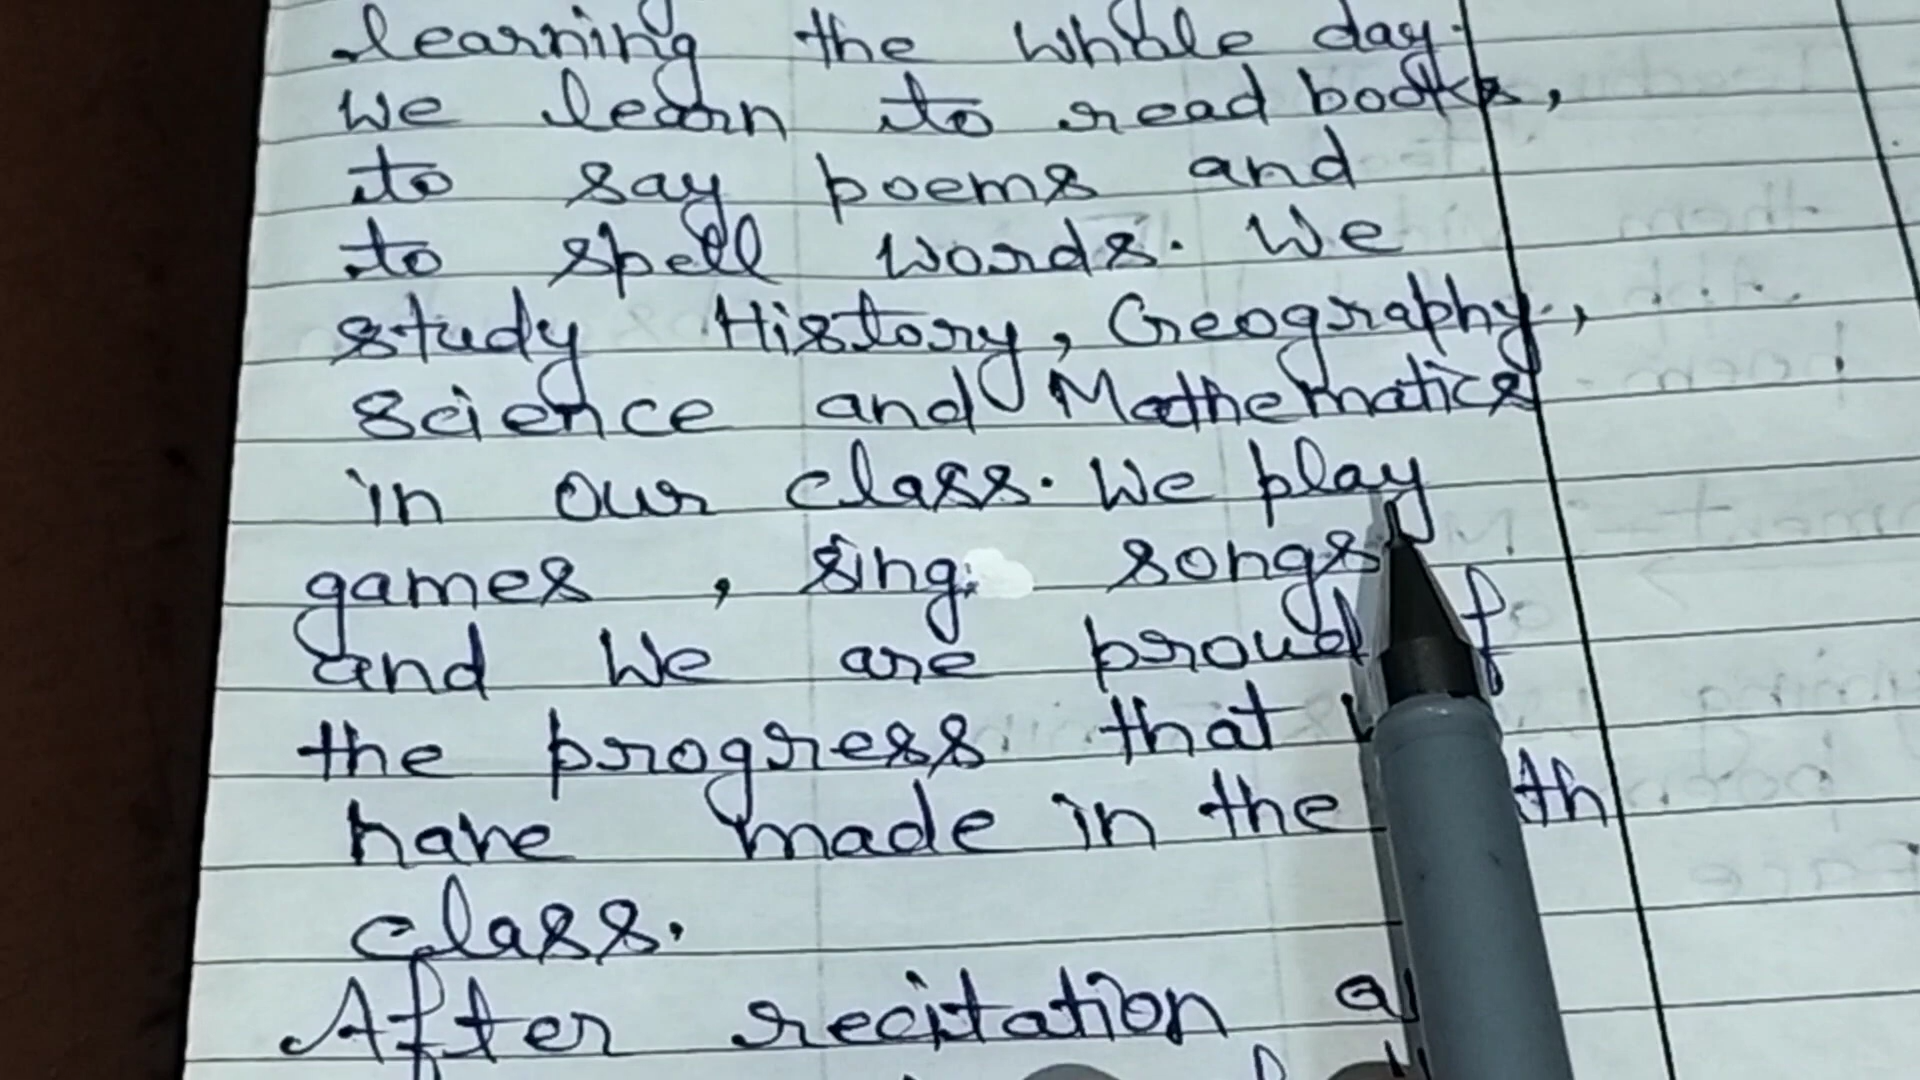 learning the whole day.
We learn to read books,
to say poems and
to spell words. We
study History, Geography,
Science and Mathematics
in our class. We play
games, sing songs
and we are proud
the progress that
have made in the
class.
After recitation